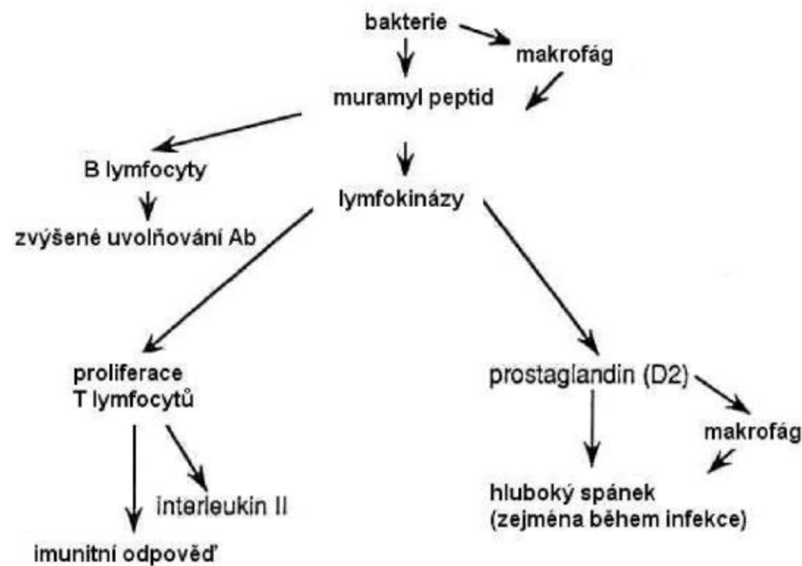 bakterie
makrofág
muramyl peptid
B lymfocyty
lymfokinázy
zvýšené uvolňování Ab
proliferace
T lymfocytů
prostaglandin (D2)
makrofág
interleukin II
hluboký spánek
(zejména během infekce)
imunitní odpověď